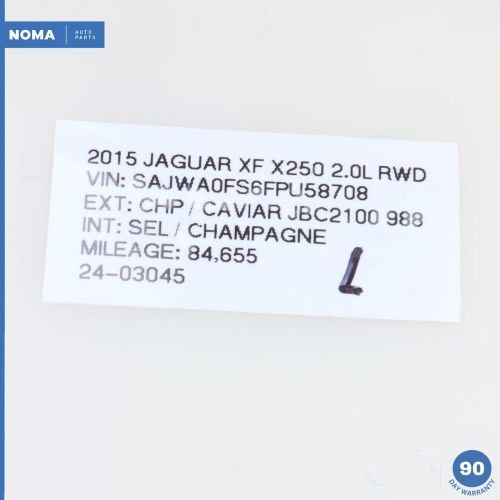 NOMA AUTO PARTS
2015 JAGUAR XF X250 2.0L RWD
VIN: SAJWA0FS6FPU58708
EXT: CHP / CAVIAR JBC2100 988
INT: SEL / CHAMPAGNE
MILEAGE: 84,655
24-03045
L
90
DAY WARRANTY